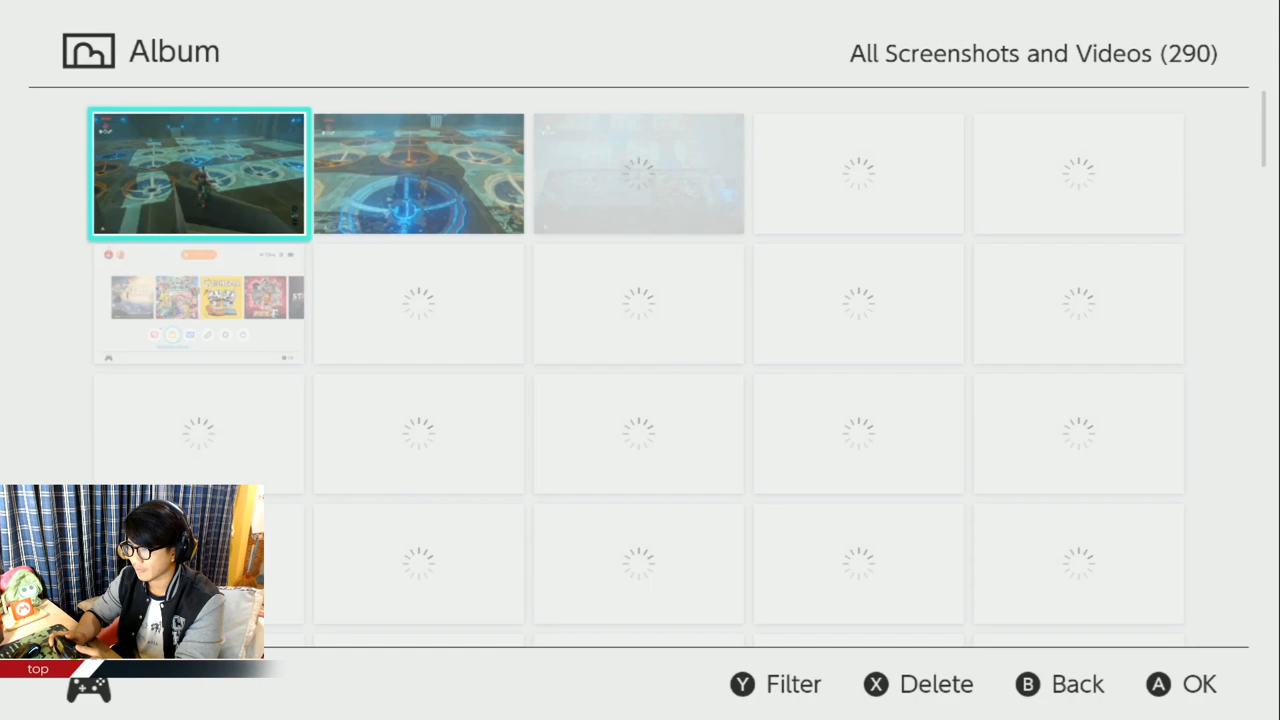 Album
All Screenshots and Videos (290)
top
Y Filter
X Delete
B Back
A OK